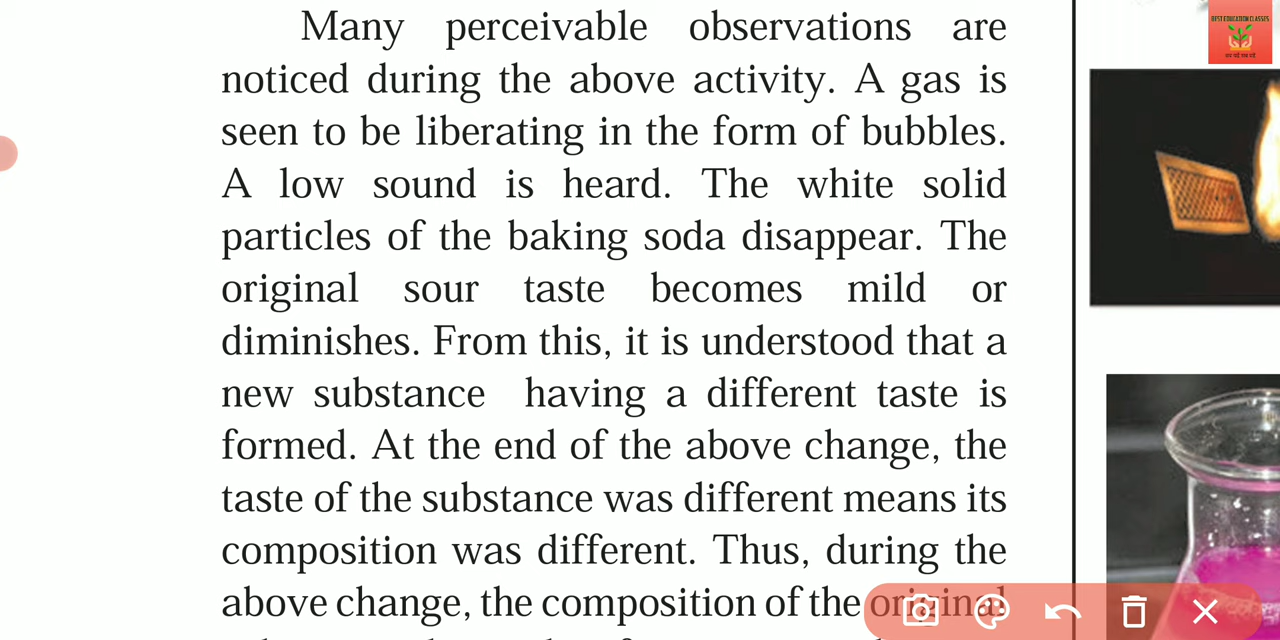 Many perceivable observations are
noticed during the above activity. A gas is
seen to be liberating in the form of bubbles.
A low sound is heard. The white solid
particles of the baking soda disappear. The
original sour taste becomes mild or
diminishes. From this, it is understood that a
new substance having a different taste is
formed. At the end of the above change, the
taste of the substance was different means its
composition was different. Thus, during the
above change, the composition of the original
BEST EDUCATION CLASSES